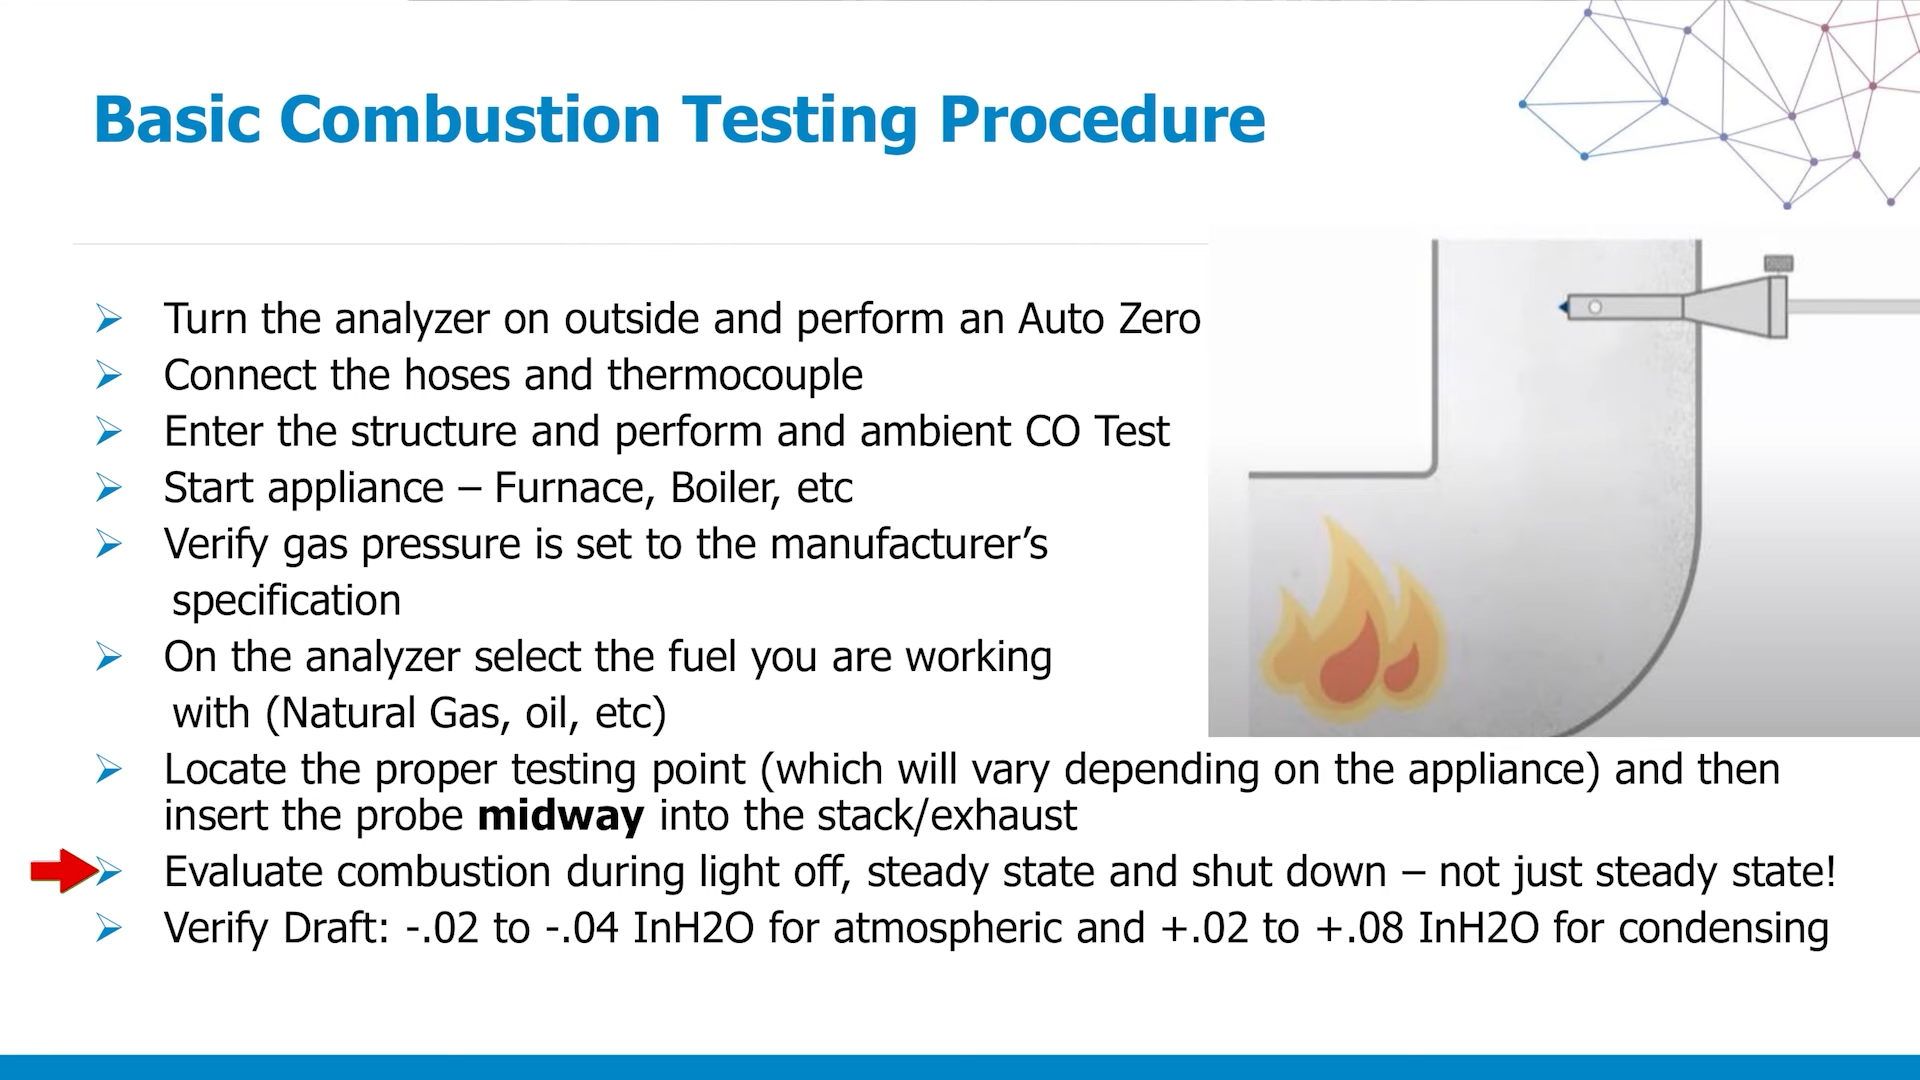 Basic Combustion Testing Procedure
Turn the analyzer on outside and perform an Auto Zero
Connect the hoses and thermocouple
Enter the structure and perform and ambient CO Test
Start appliance – Furnace, Boiler, etc
Verify gas pressure is set to the manufacturer’s
specification
On the analyzer select the fuel you are working
with (Natural Gas, oil, etc)
Locate the proper testing point (which will vary depending on the appliance) and then
insert the probe midway into the stack/exhaust
Evaluate combustion during light off, steady state and shut down – not just steady state!
Verify Draft: -.02 to -.04 InH2O for atmospheric and +.02 to +.08 InH2O for condensing